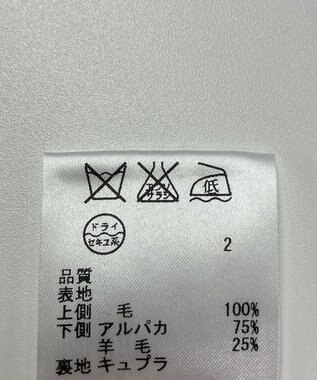 エンソ
サラシ
低
ドライ
セキユ系
2
品質
表地
上側 毛 100%
下側 アルパカ 75%
羊毛 25%
裏地 キュプラ